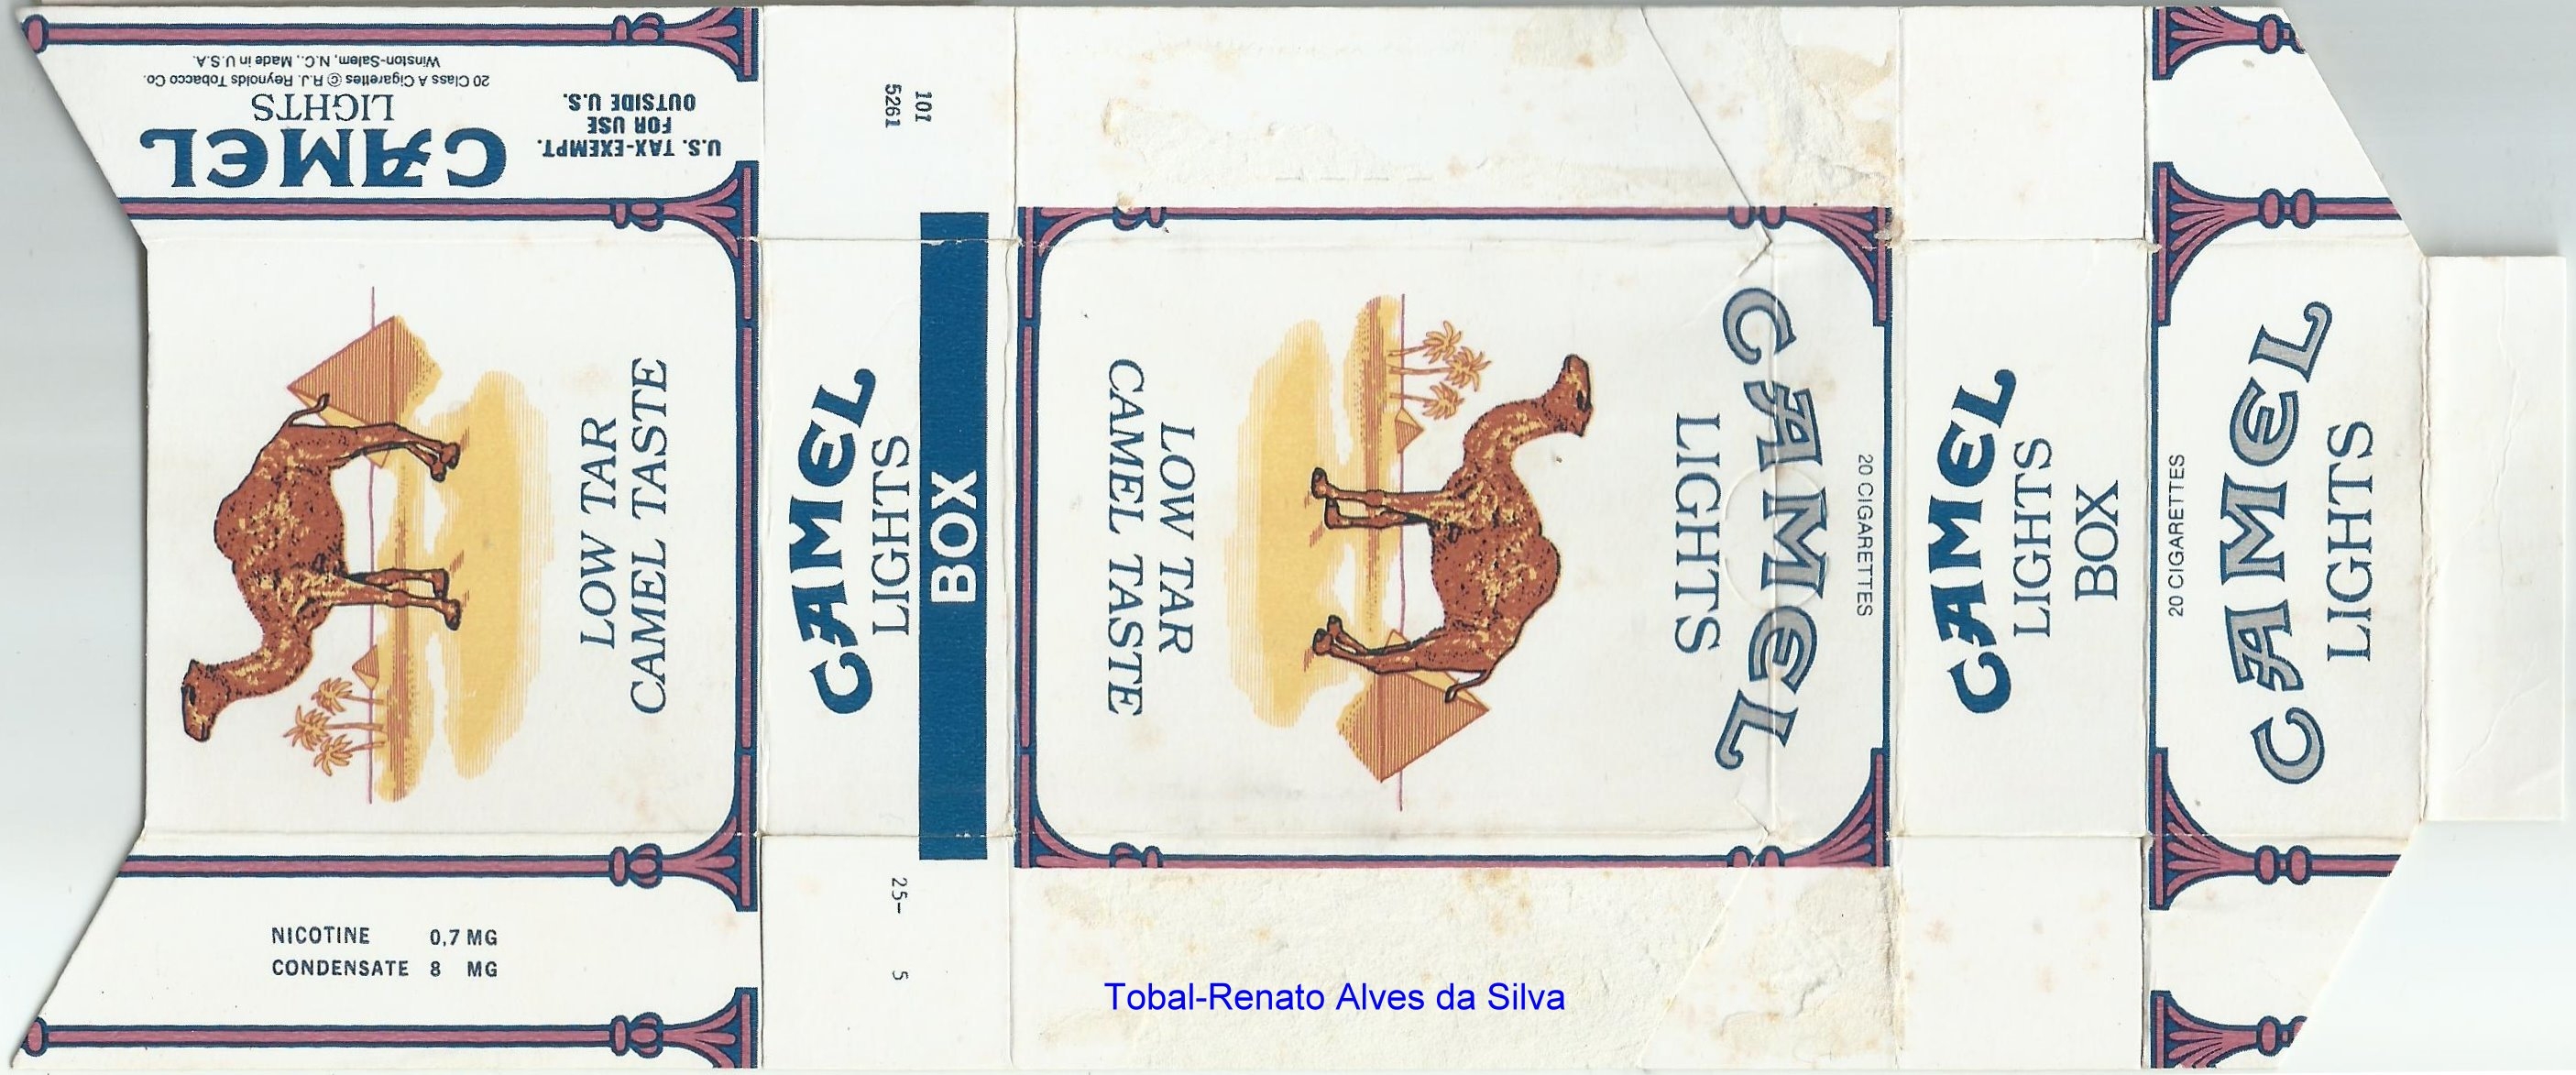 20 Class A Cigarettes © R.J. Reynolds Tobacco Co.
Winston-Salem, N.C., Made in U.S.A.
CAMEL
LIGHTS
U.S. TAX-EXEMPT.
FOR USE
OUTSIDE U.S.
LOW TAR
CAMEL TASTE
NICOTINE 0,7 MG
CONDENSATE 8 MG
101
5261
CAMEL
LIGHTS
BOX
25- 5
20 CIGARETTES
CAMEL
LIGHTS
LOW TAR
CAMEL TASTE
CAMEL
LIGHTS
BOX
20 CIGARETTES
CAMEL
LIGHTS
Tobal-Renato Alves da Silva